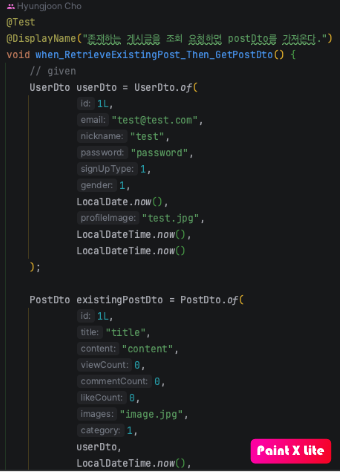 Hyungjoon Cho
@Test
@DisplayName("존재하는 게시글을 조회 요청하면 postDto를 가져온다.")
void when_RetrieveExistingPost_Then_GetPostDto() {
// given
UserDto userDto = UserDto.of(
id: 1L,
email: "test@test.com",
nickname: "test",
password: "password",
signUpType: 1,
gender: 1,
LocalDate.now(),
profileImage: "test.jpg",
LocalDateTime.now(),
LocalDateTime.now()
);
PostDto existingPostDto = PostDto.of(
id: 1L,
title: "title",
content: "content",
viewCount: 0,
commentCount: 0,
likeCount: 0,
images: "image.jpg",
category: 1,
userDto,
LocalDateTime.now(),
Paint X Lite